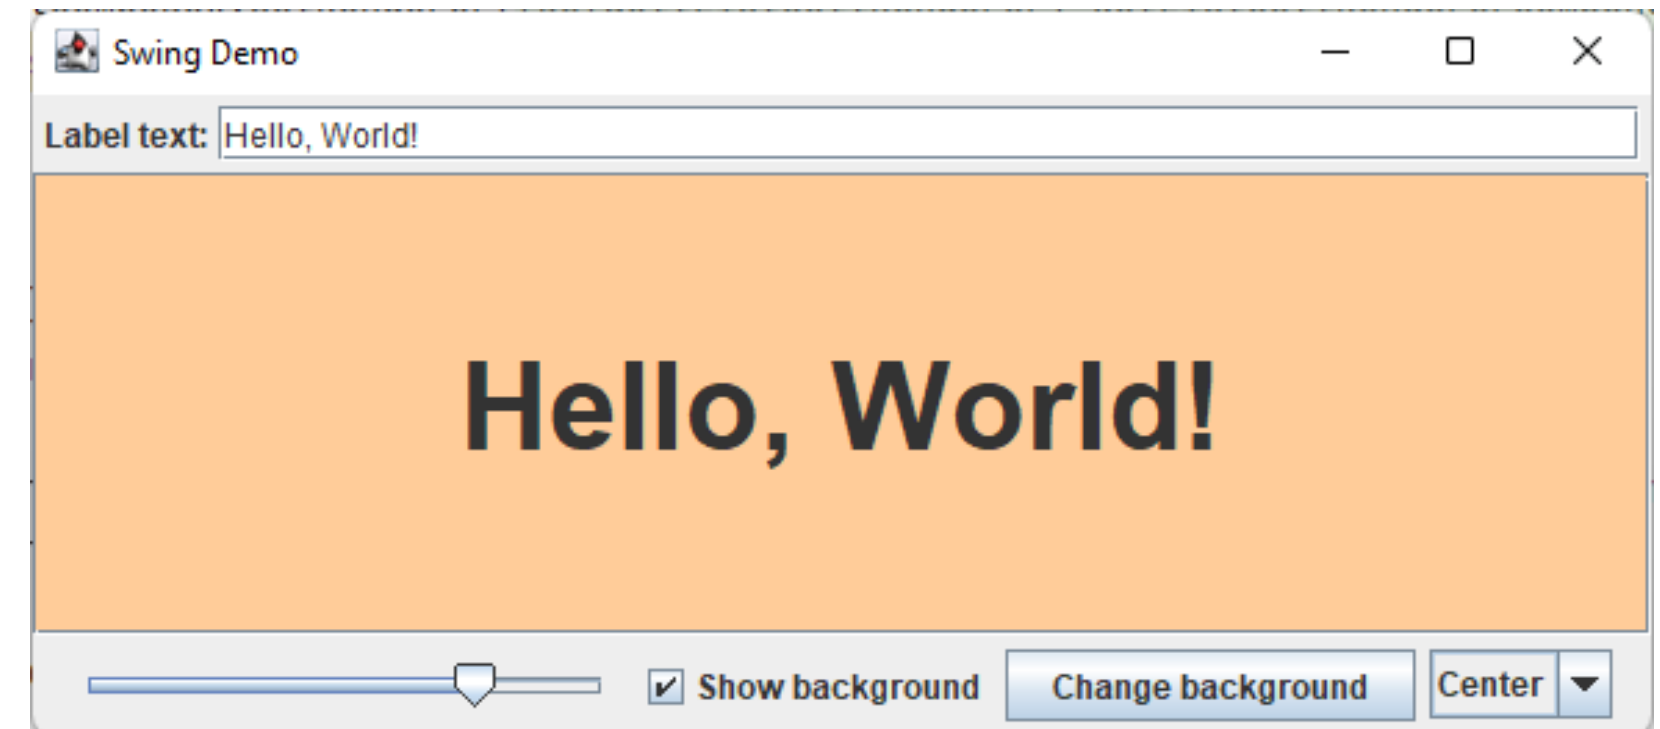 Swing Demo
Label text: Hello, World!
Hello, World!
Show background Change background Center